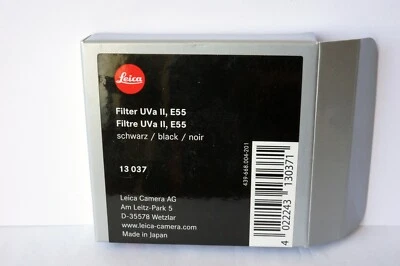 Leica
Filter UVa II, E55
Filtre UVa II, E55
schwarz / black / noir
13 037
Leica Camera AG
Am Leitz-Park 5
D-35578 Wetzlar
www.leica-camera.com
Made in Japan
439-668.004-201
4 022243 130371